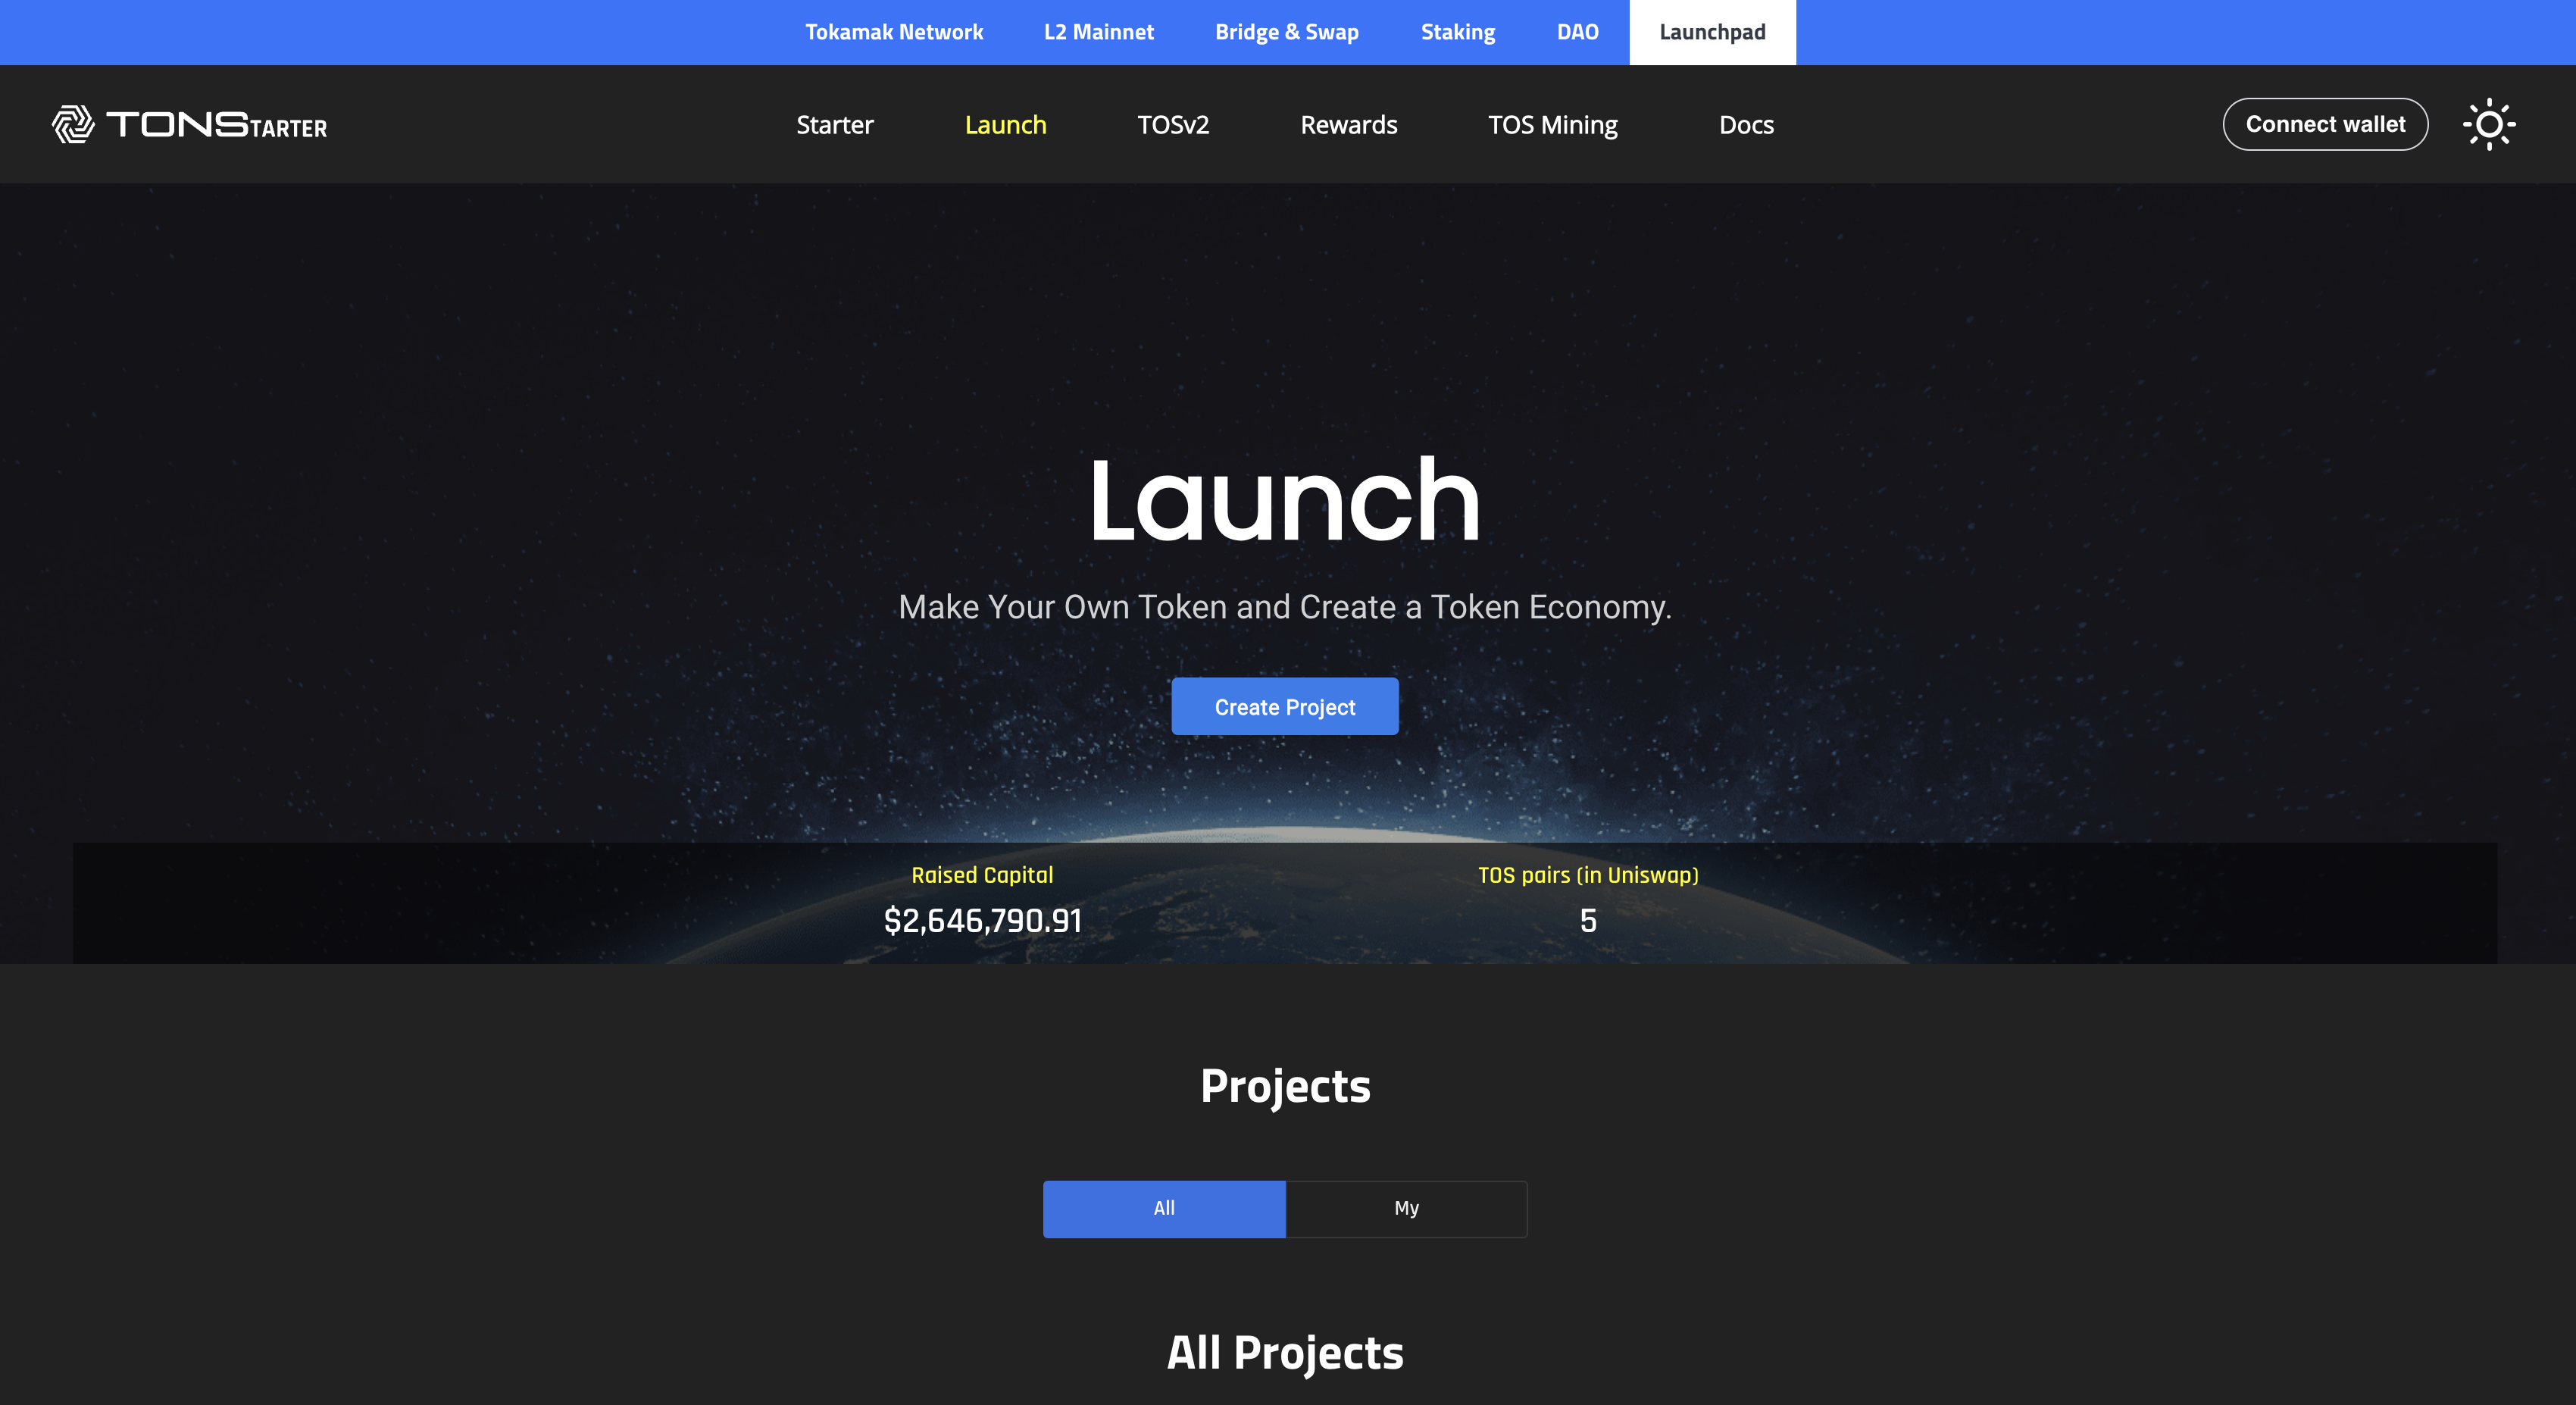 Tokamak Network L2 Mainnet Bridge & Swap Staking DAO Launchpad
TONSTARTER Starter Launch TOSv2 Rewards TOS Mining Docs Connect wallet
Launch
Make Your Own Token and Create a Token Economy.
Create Project
Raised Capital TOS pairs (in Uniswap)
$2,646,790.91 5
Projects
All My
All Projects